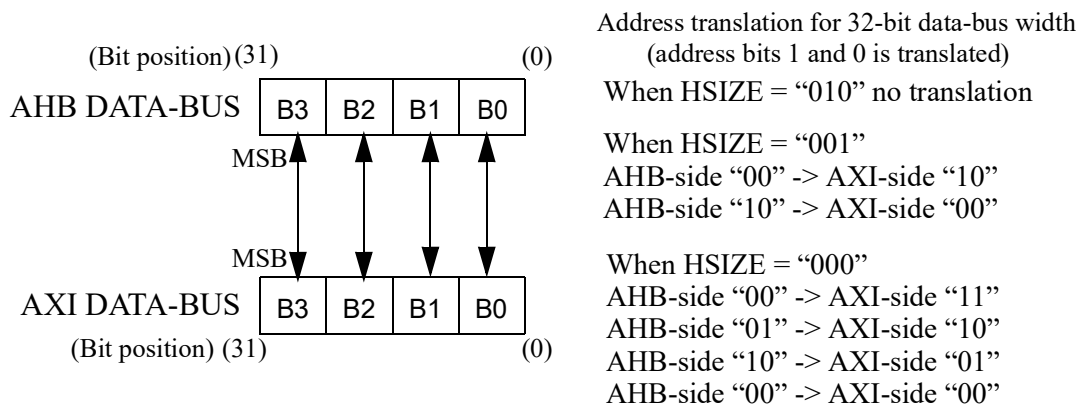 (Bit position) (31) (0)
AHB DATA-BUS B3 B2 B1 B0
MSB
MSB
AXI DATA-BUS B3 B2 B1 B0
(Bit position) (31) (0)
Address translation for 32-bit data-bus width
(address bits 1 and 0 is translated)
When HSIZE = “010” no translation
When HSIZE = “001”
AHB-side “00” -> AXI-side “10”
AHB-side “10” -> AXI-side “00”
When HSIZE = “000”
AHB-side “00” -> AXI-side “11”
AHB-side “01” -> AXI-side “10”
AHB-side “10” -> AXI-side “01”
AHB-side “00” -> AXI-side “00”